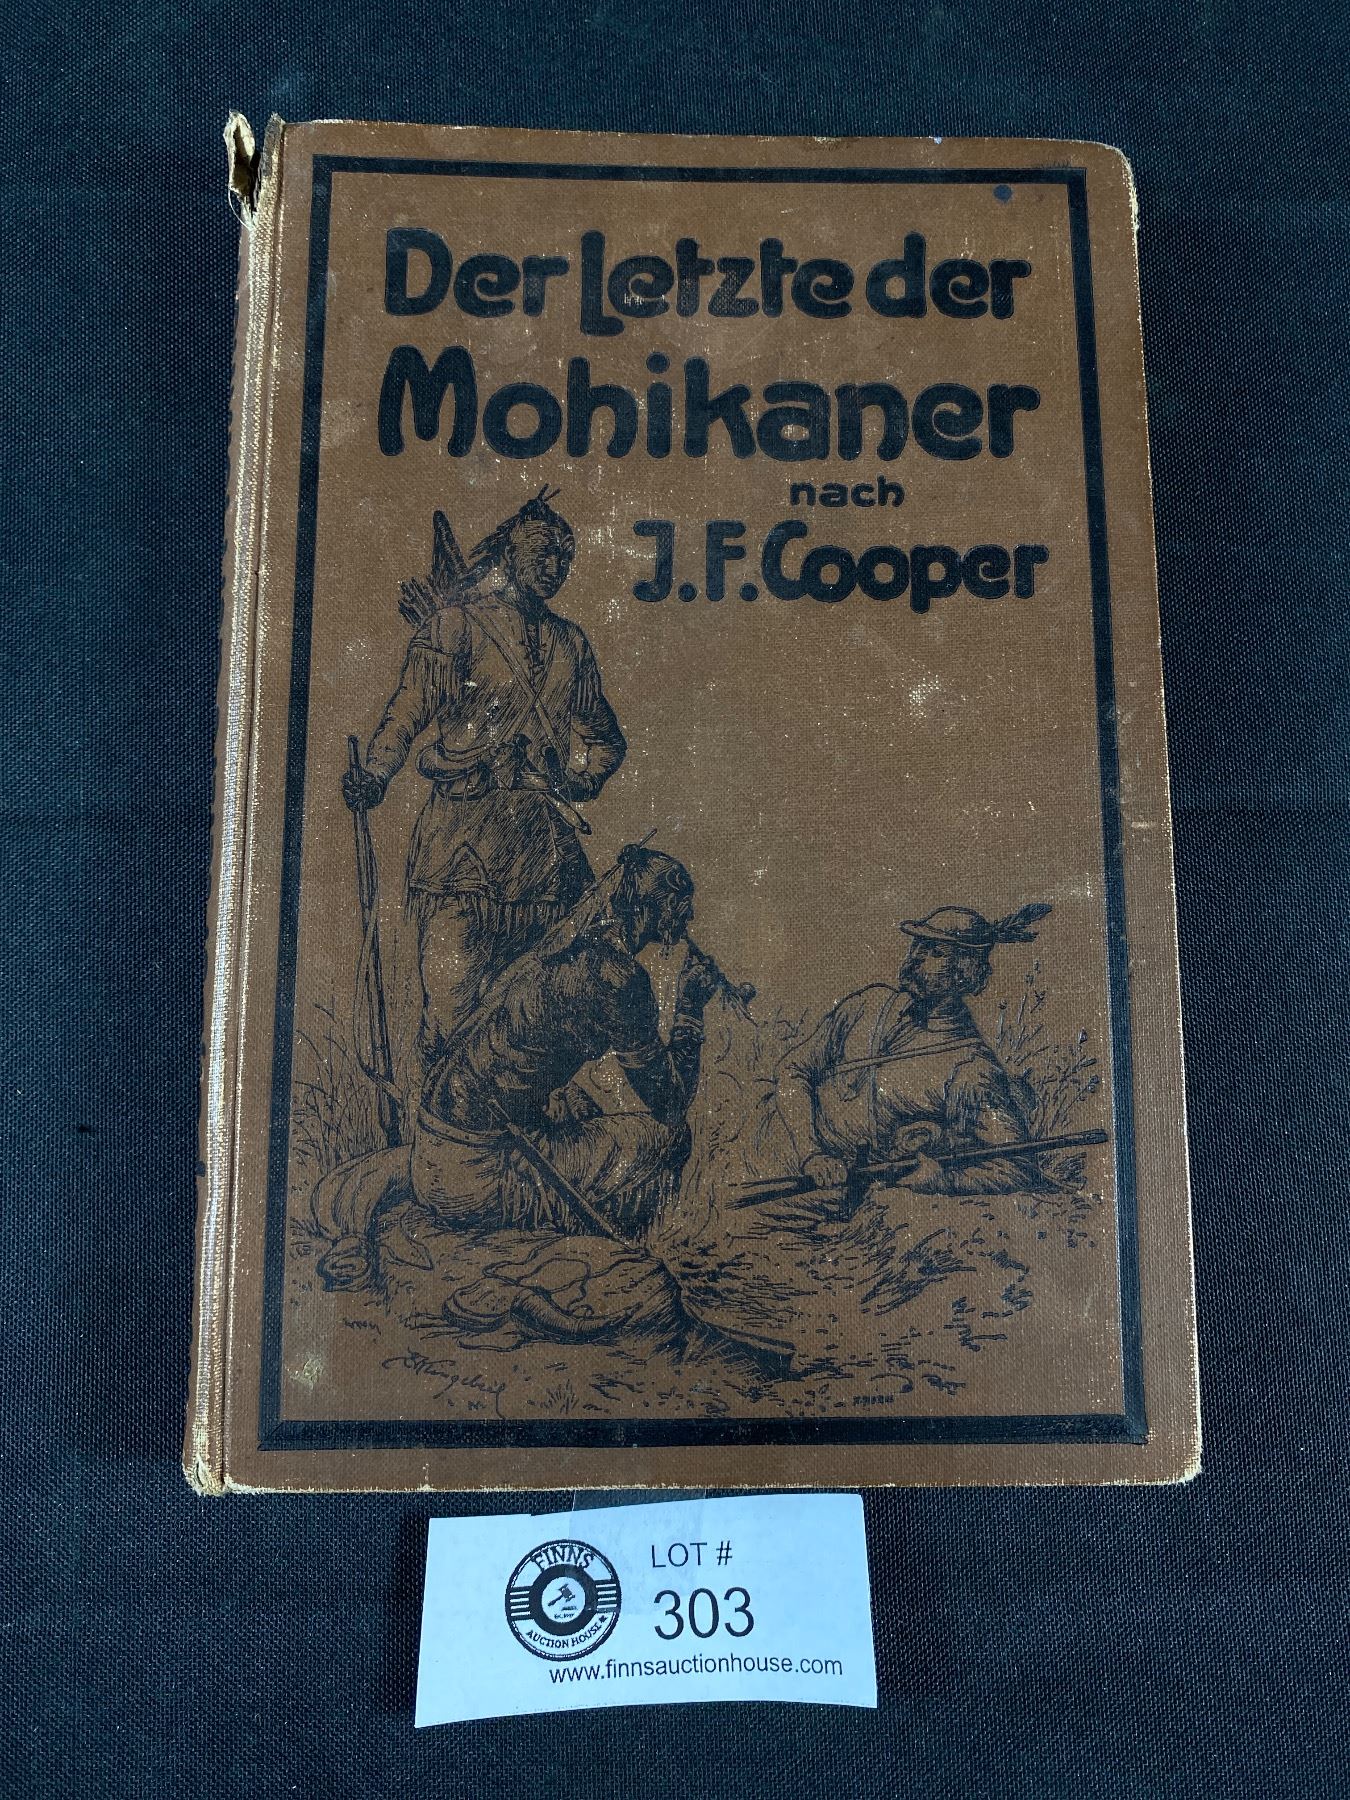 Der Letzte der
Mohikaner
nach
J.F. Cooper
FINNS
AUCTION HOUSE
LOT #
303
www.finnsauctionhouse.com